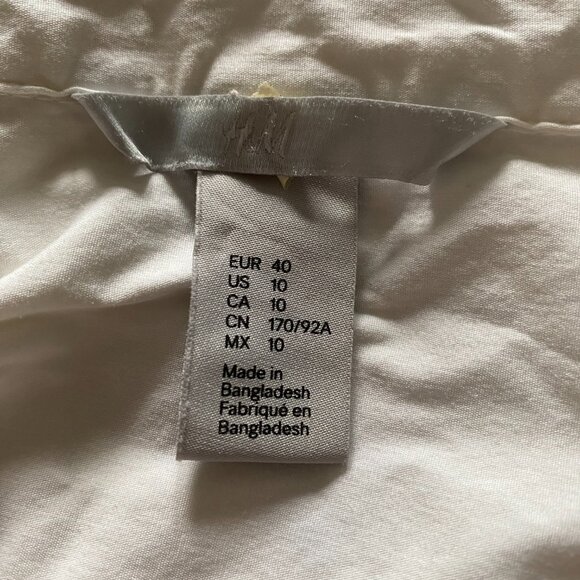 H&M
EUR 40
US 10
CA 10
CN 170/92A
MX 10
Made in
Bangladesh
Fabriqué en
Bangladesh